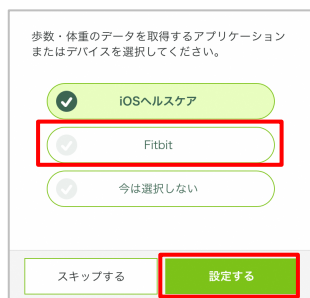 歩数・体重のデータを取得するアプリケーション
またはデバイスを選択してください。
iOSヘルスケア
Fitbit
今は選択しない
スキップする
設定する